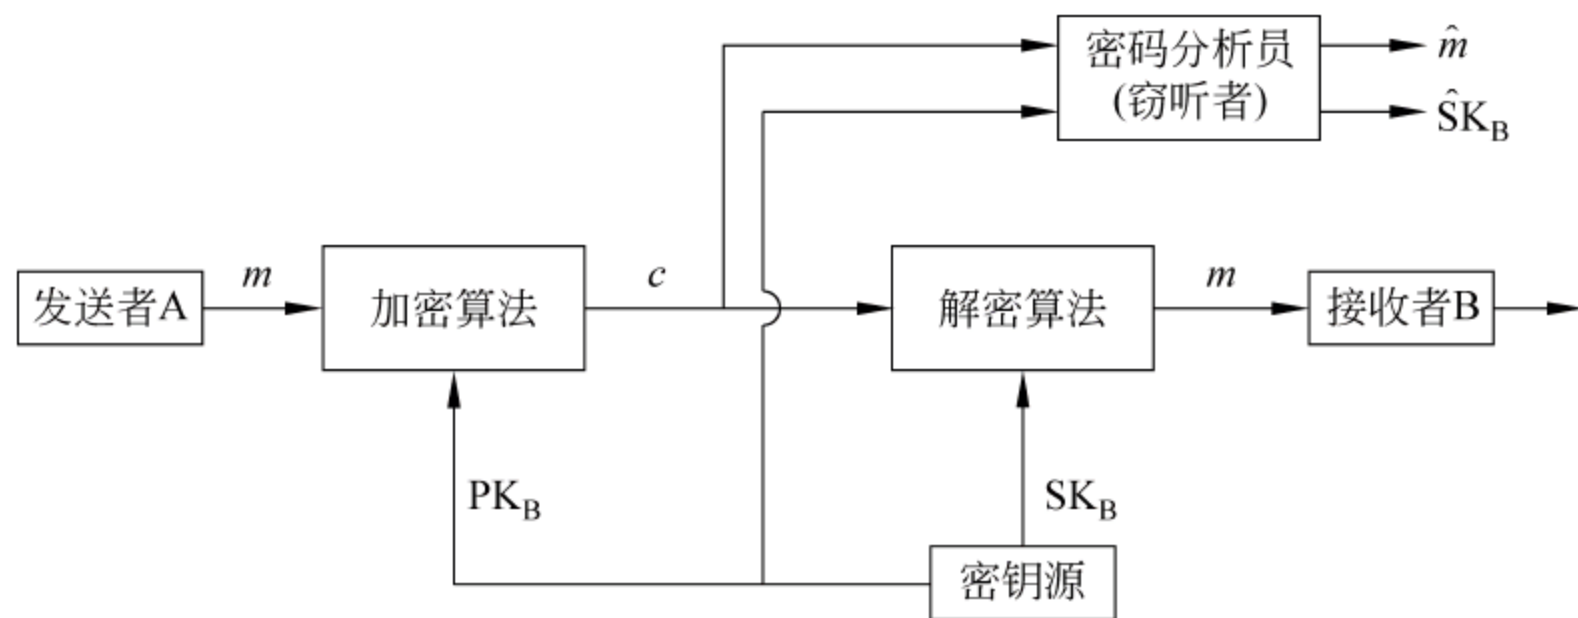 密码分析员
(窃听者)
m̂
ŜK_B
发送者A
m
加密算法
c
解密算法
m
接收者B
PK_B
SK_B
密钥源